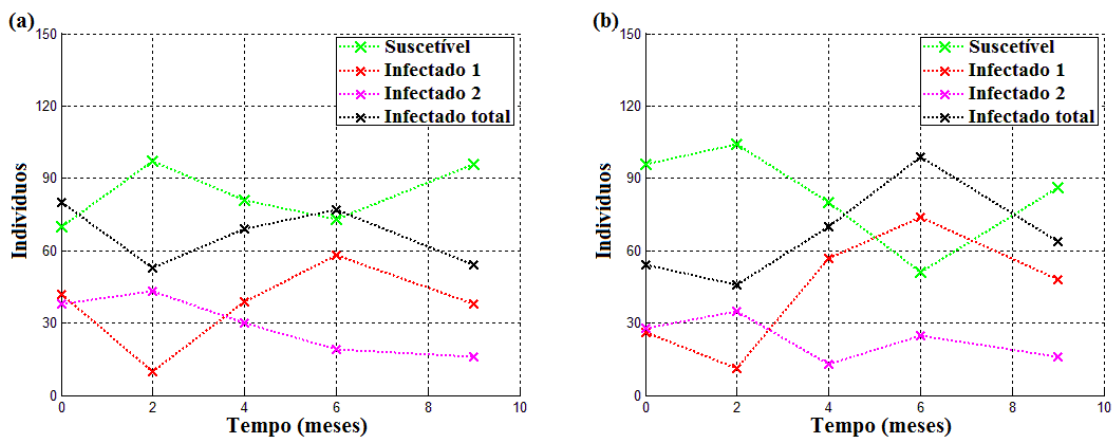 (a)
150
120
90
60
30
0
Indivíduos
0 2 4 6 8 10
Tempo (meses)
Suscetível
Infectado 1
Infectado 2
Infectado total
(b)
150
120
90
60
30
0
Indivíduos
0 2 4 6 8 10
Tempo (meses)
Suscetível
Infectado 1
Infectado 2
Infectado total